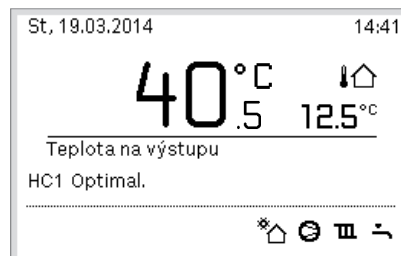 St, 19.03.2014 14:41
40.5 °C 12.5°C
Teplota na výstupu
HC1 Optimal.